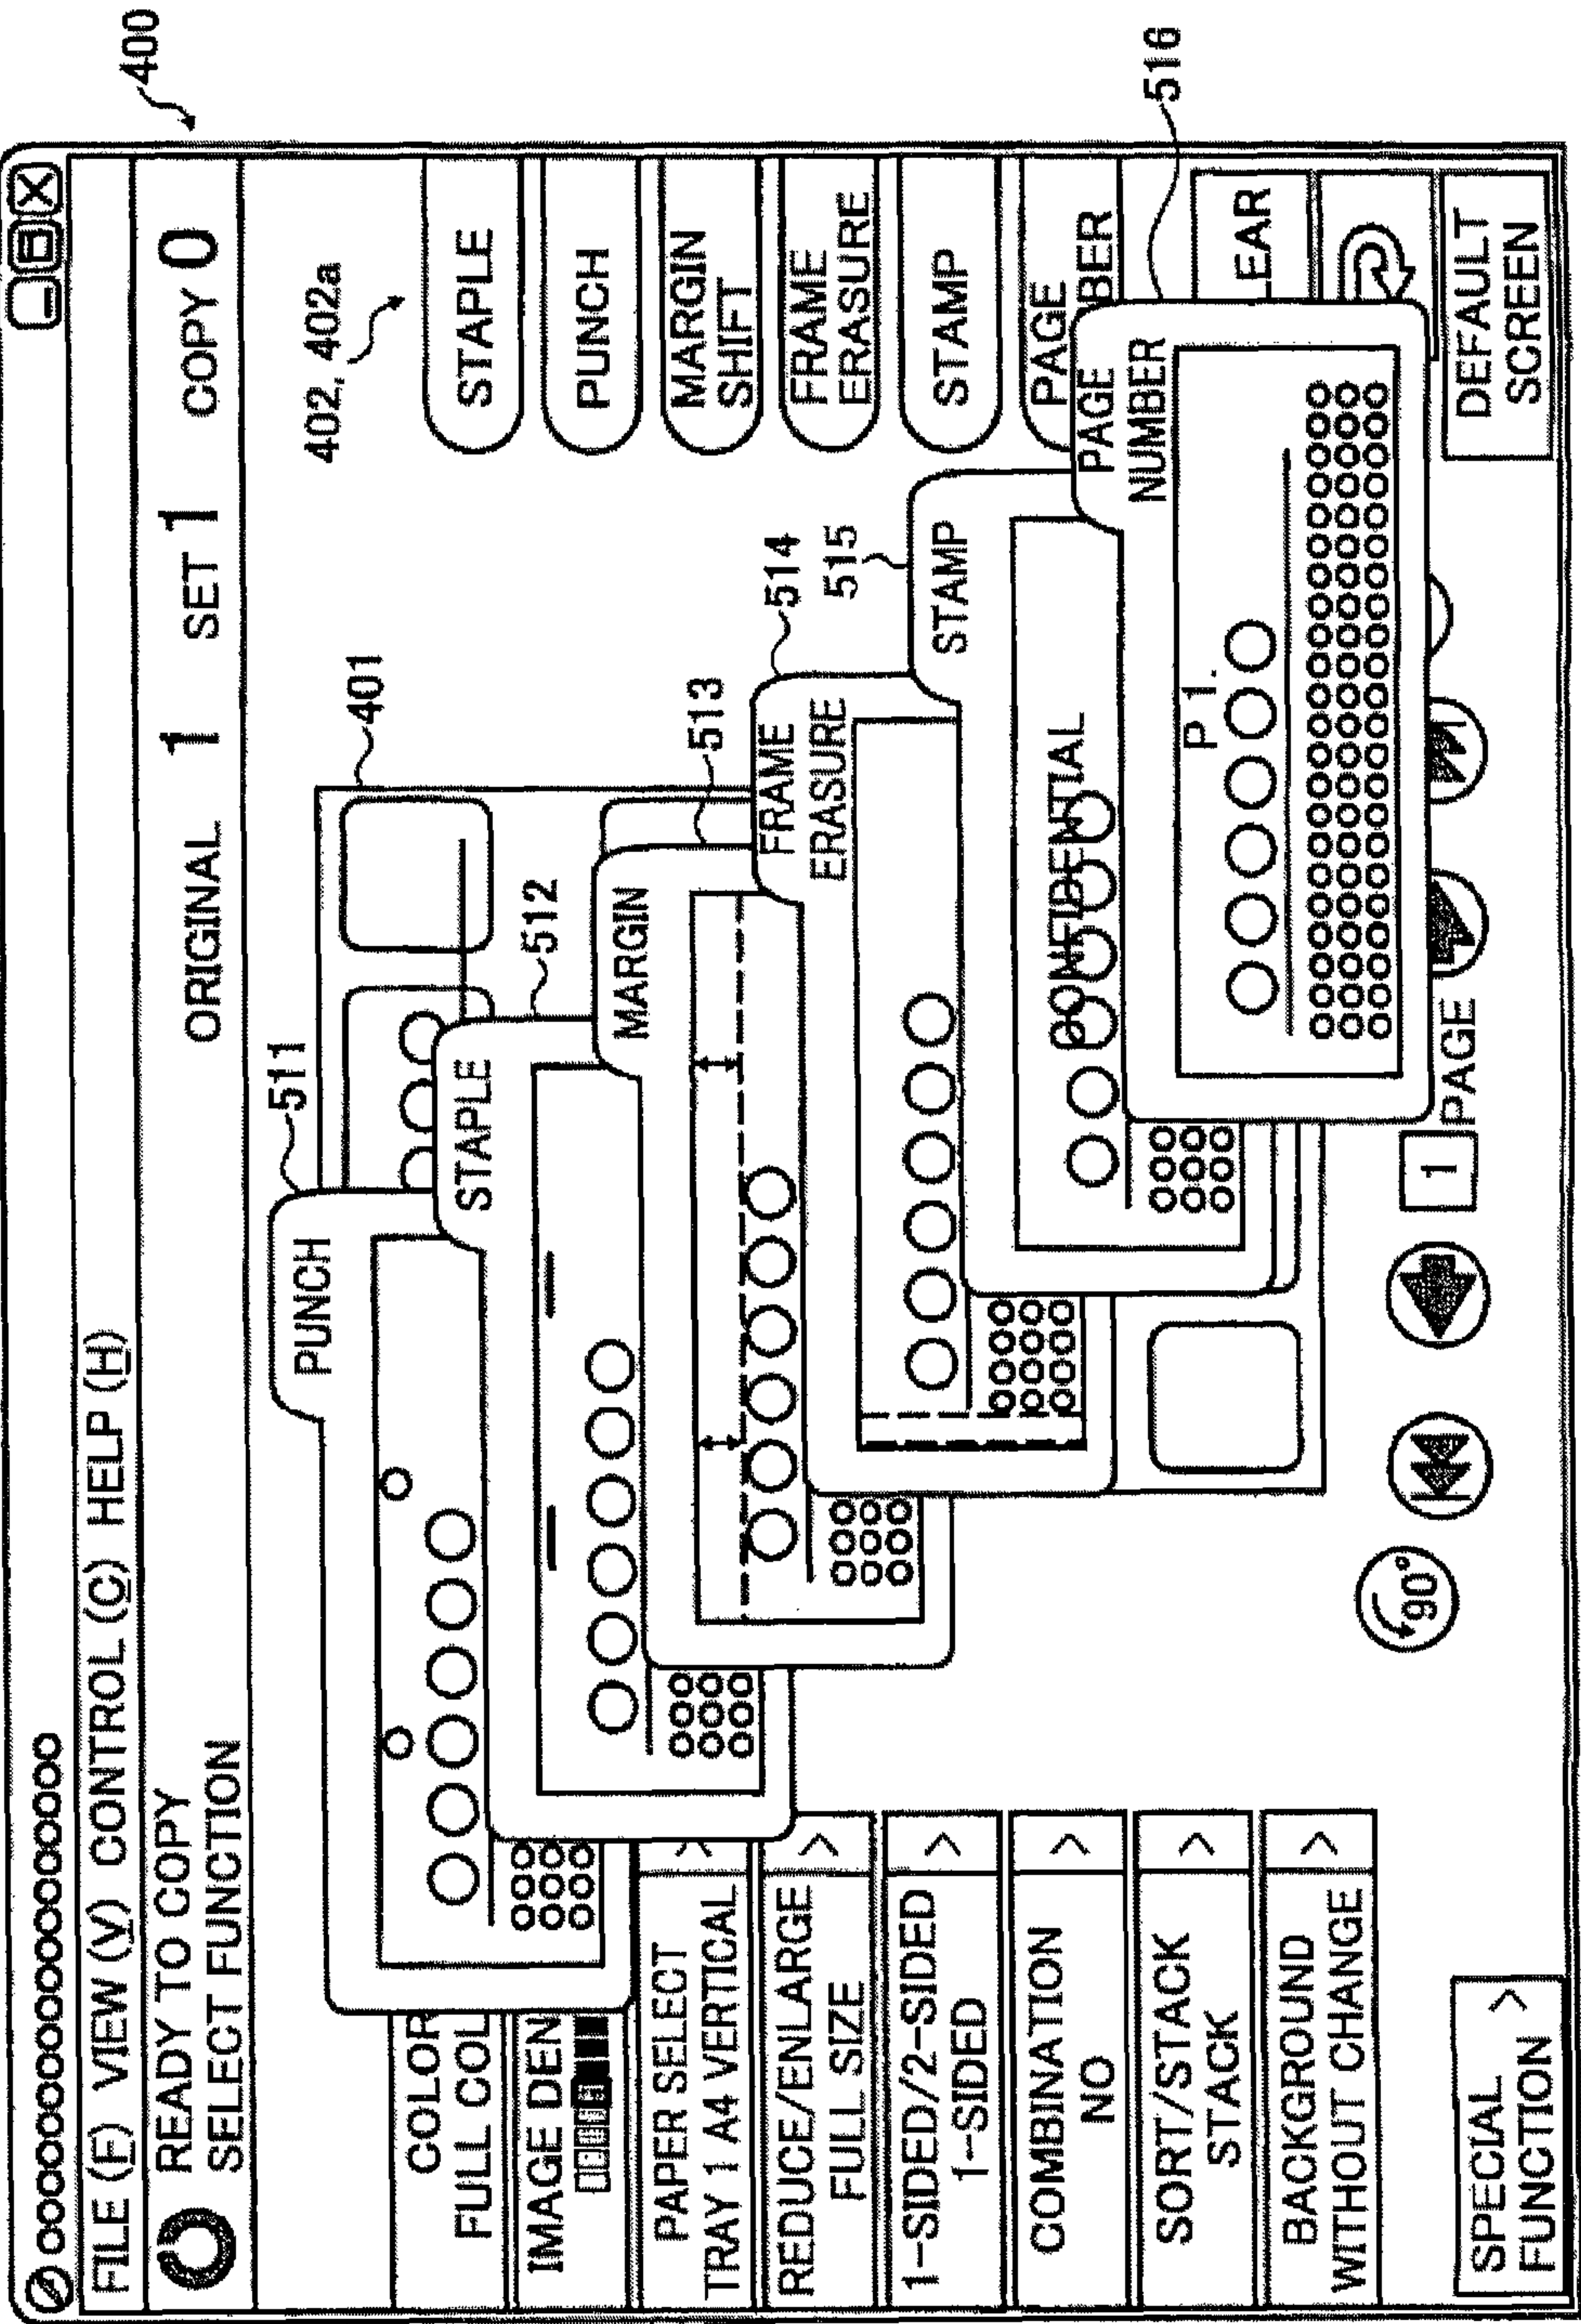 400
FILE (F) VIEW (V) CONTROL (C) HELP (H)
READY TO COPY
SELECT FUNCTION
ORIGINAL 1 SET 1 COPY 0
402, 402a
401
511
512
513
514
515
516
COLOR
FULL COL
IMAGE DEN
PAPER SELECT
TRAY 1 A4 VERTICAL
REDUCE/ENLARGE
FULL SIZE
1-SIDED/2-SIDED
1-SIDED
COMBINATION
NO
SORT/STACK
STACK
BACKGROUND
WITHOUT CHANGE
SPECIAL
FUNCTION
PUNCH
STAPLE
MARGIN
FRAME
ERASURE
STAMP
CONFIDENTIAL
PAGE
NUMBER
P 1.
STAPLE
PUNCH
MARGIN
SHIFT
FRAME
ERASURE
STAMP
PAGE
BER
EAR
DEFAULT
SCREEN
90°
1 PAGE